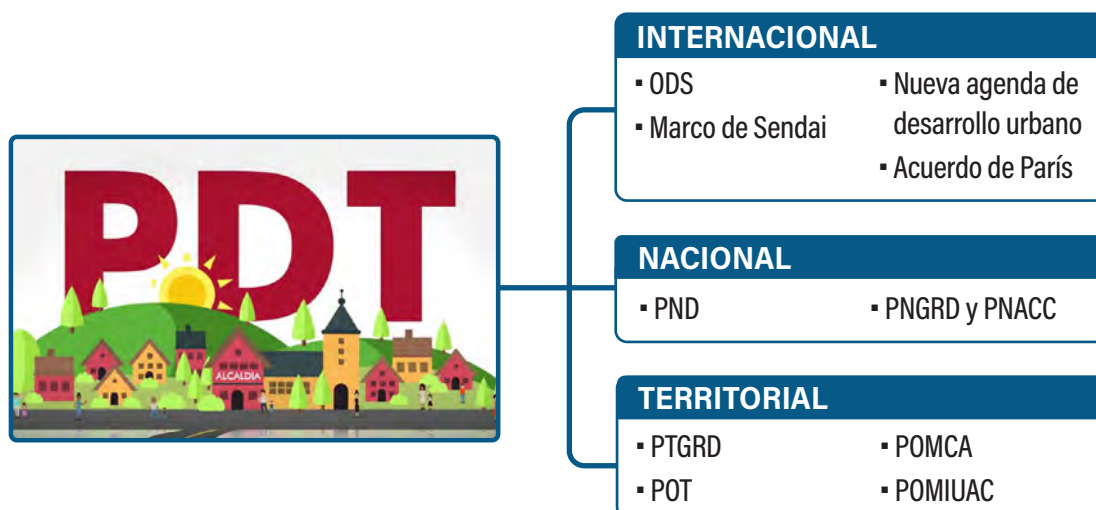 PDT
ALCALDIA
INTERNACIONAL
▪ ODS
▪ Marco de Sendai
▪ Nueva agenda de
desarrollo urbano
▪ Acuerdo de París
NACIONAL
▪ PND
▪ PNGRD y PNACC
TERRITORIAL
▪ PTGRD
▪ POT
▪ POMCA
▪ POMIUAC